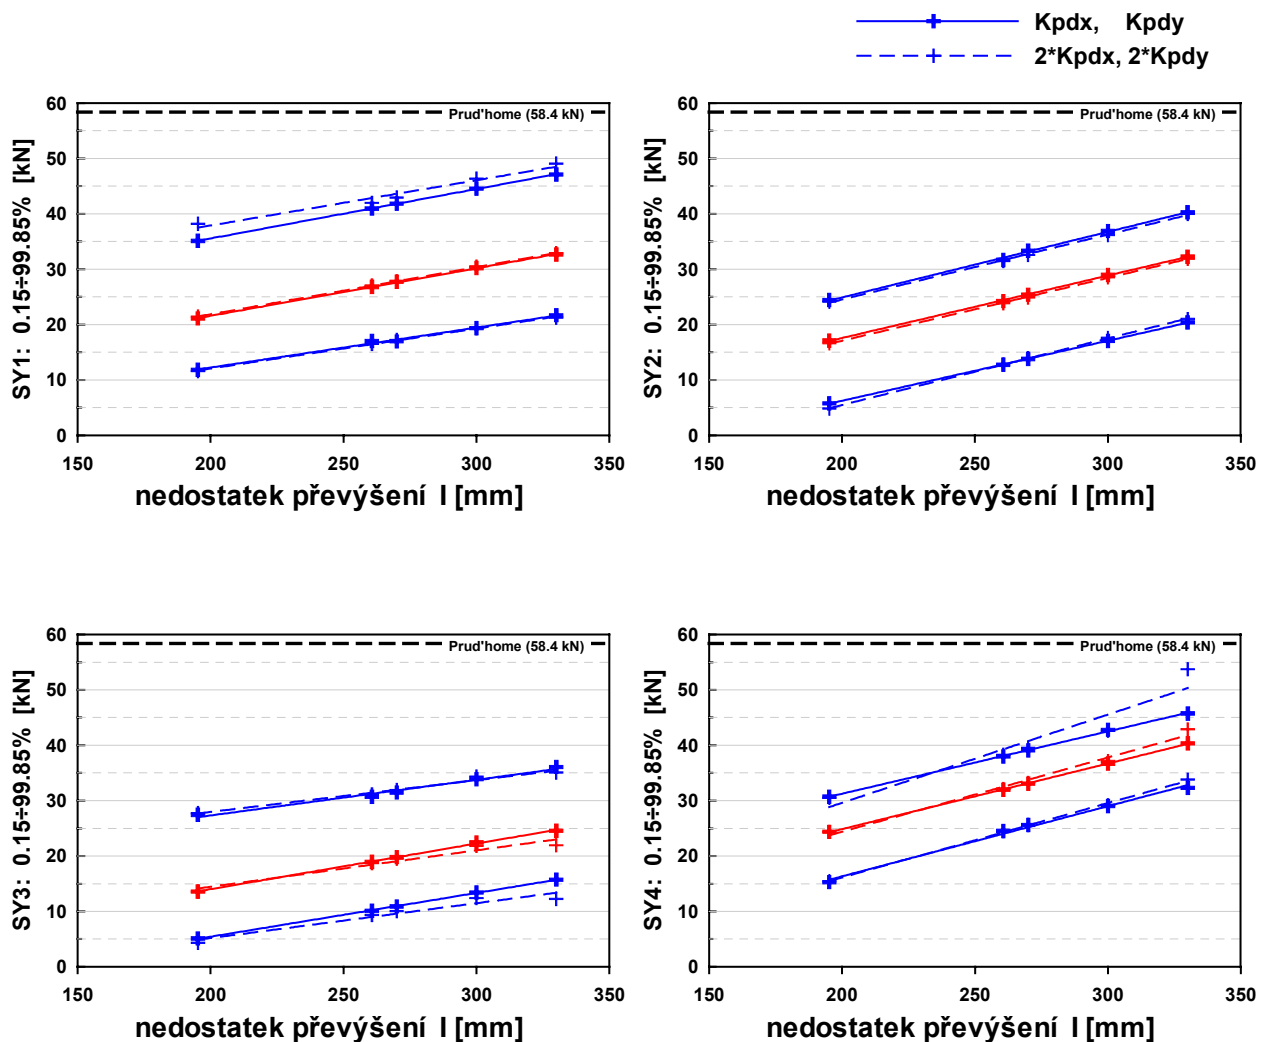 Kpdx, Kpdy
2*Kpdx, 2*Kpdy
SY1: 0.15÷99.85% [kN]
60
50
40
30
20
10
0
Prud'home (58.4 kN)
150 200 250 300 350
nedostatek převýšení I [mm]
SY2: 0.15÷99.85% [kN]
60
50
40
30
20
10
0
Prud'home (58.4 kN)
150 200 250 300 350
nedostatek převýšení I [mm]
SY3: 0.15÷99.85% [kN]
60
50
40
30
20
10
0
Prud'home (58.4 kN)
150 200 250 300 350
nedostatek převýšení I [mm]
SY4: 0.15÷99.85% [kN]
60
50
40
30
20
10
0
Prud'home (58.4 kN)
150 200 250 300 350
nedostatek převýšení I [mm]